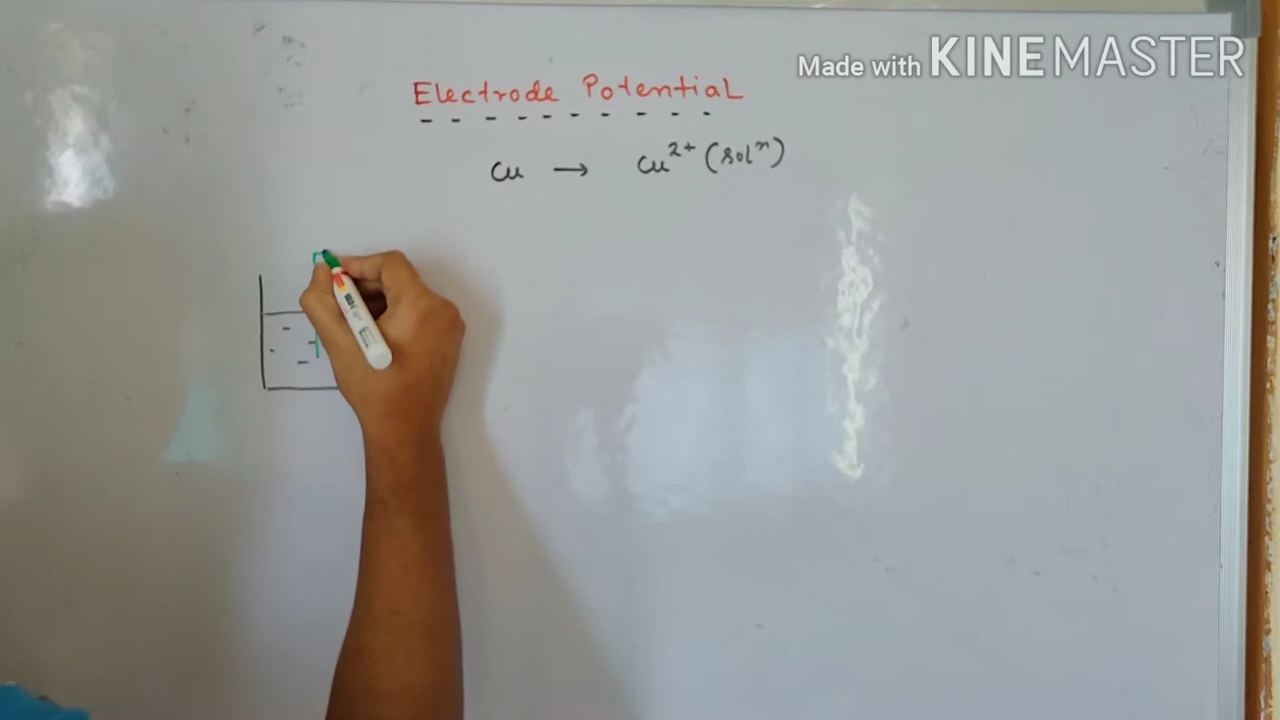 Made with KINEMASTER
Electrode Potential
Cu → Cu²⁺ (solⁿ)